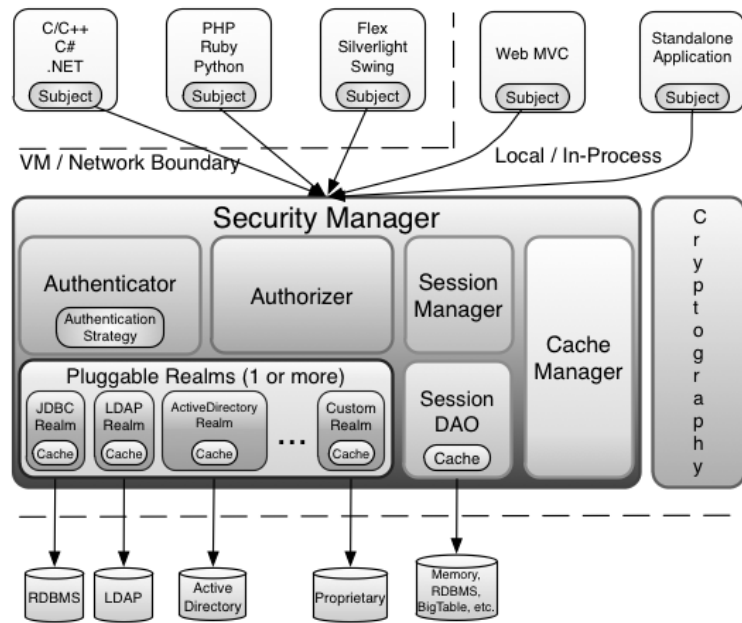 C/C++
C#
.NET
Subject
PHP
Ruby
Python
Subject
Flex
Silverlight
Swing
Subject
Web MVC
Subject
Standalone
Application
Subject
VM / Network Boundary
Local / In-Process
Security Manager
Authenticator
Authentication
Strategy
Authorizer
Session
Manager
Cache
Manager
Cryptography
Pluggable Realms (1 or more)
JDBC
Realm
Cache
LDAP
Realm
Cache
ActiveDirectory
Realm
Cache
...
Custom
Realm
Cache
Session
DAO
Cache
RDBMS
LDAP
Active
Directory
Proprietary
Memory,
RDBMS,
BigTable, etc.